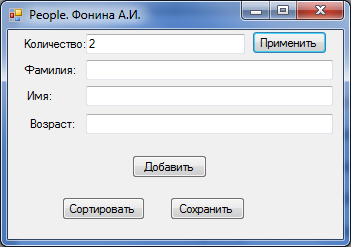 People. Фонина А.И.
Количество: 2 Применить
Фамилия:
Имя:
Возраст:
Добавить
Сортировать Сохранить